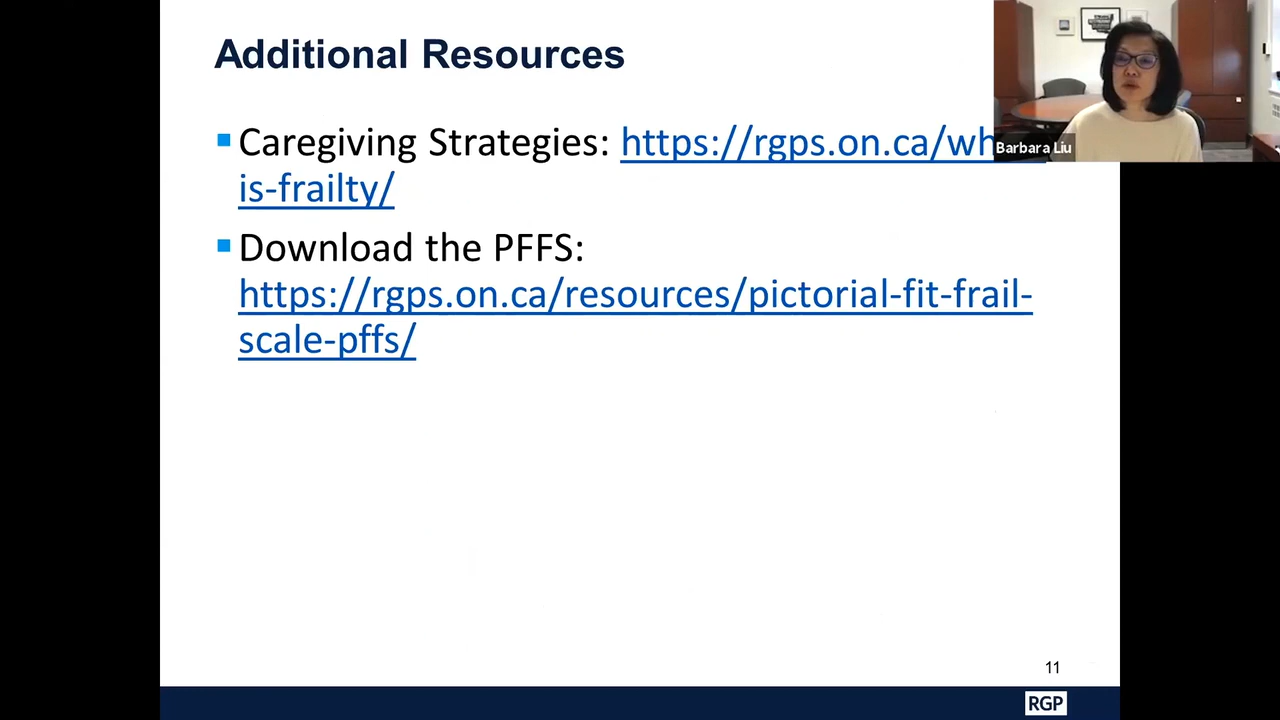 Additional Resources
Caregiving Strategies: https://rgps.on.ca/wh
is-frailty/
Download the PFFS:
https://rgps.on.ca/resources/pictorial-fit-frail-
scale-pffs/
Barbara Liu
11
RGP